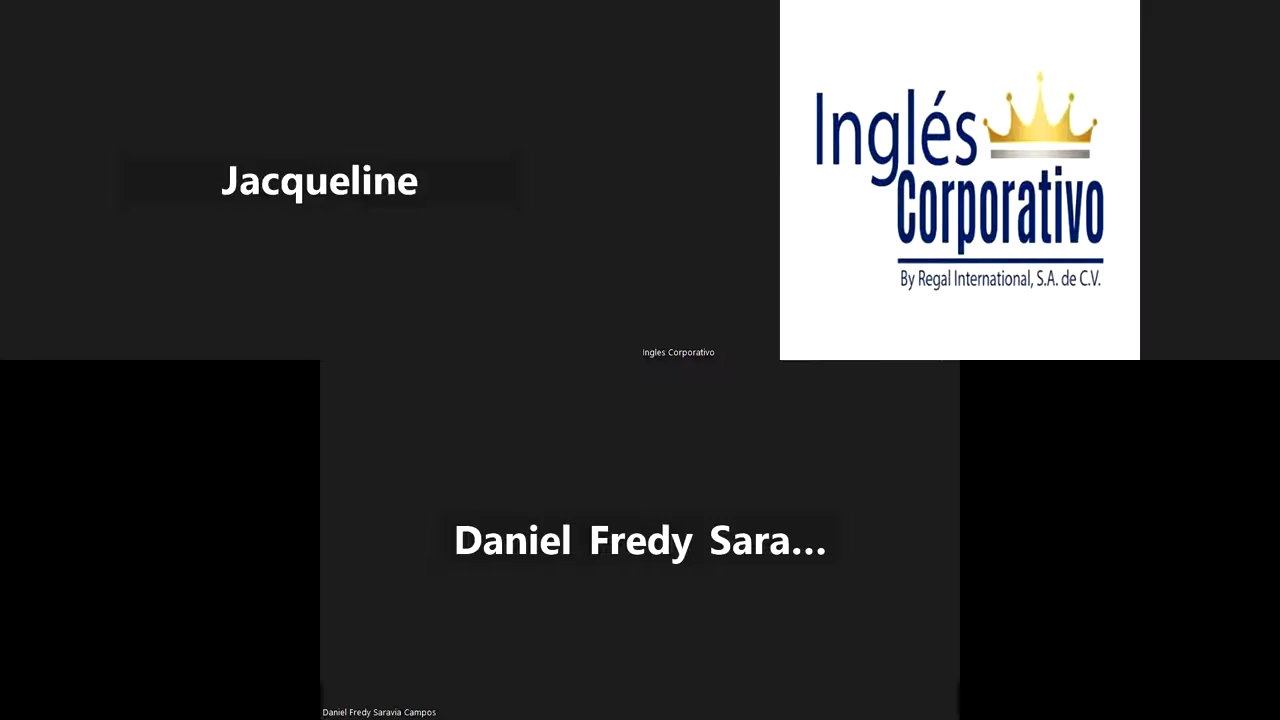 Jacqueline
Inglés
Corporativo
By Regal International, S.A. de C.V.
Ingles Corporativo
Daniel Fredy Sara...
Daniel Fredy Saravia Campos